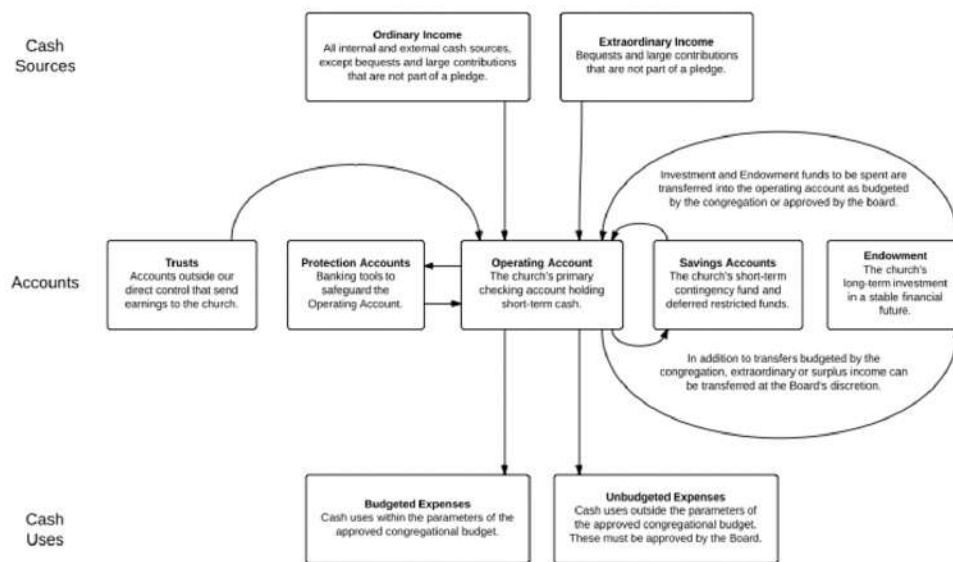 Cash
Sources
Ordinary Income
All internal and external cash sources,
except bequests and large contributions
that are not part of a pledge.
Extraordinary Income
Bequests and large contributions
that are not part of a pledge.
Investment and Endowment funds to be spent are
transferred into the operating account as budgeted
by the congregation or approved by the board.
Accounts
Trusts
Accounts outside our
direct control that send
earnings to the church.
Protection Accounts
Banking tools to
safeguard the
Operating Account.
Operating Account
The church's primary
checking account holding
short-term cash.
Savings Accounts
The church's short-term
contingency fund and
deferred restricted funds.
Endowment
The church's
long-term investment
in a stable financial
future.
In addition to transfers budgeted by the
congregation, extraordinary or surplus income can
be transferred at the Board's discretion.
Cash
Uses
Budgeted Expenses
Cash uses within the parameters of the
approved congregational budget.
Unbudgeted Expenses
Cash uses outside the parameters of
the approved congregational budget.
These must be approved by the Board.